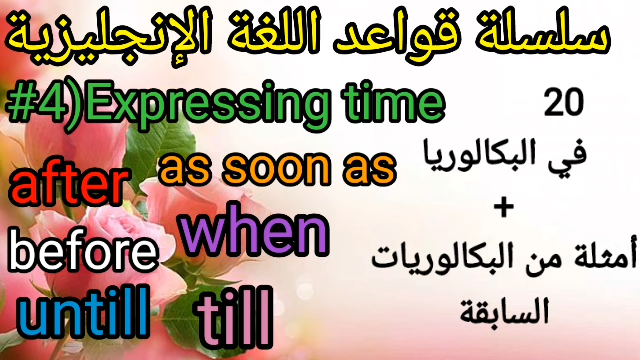 سلسلة قواعد اللغة الإنجليزية
#4)Expressing time
20
في البكالوريا
+
أمثلة من البكالوريات
السابقة
after
as soon as
before
when
untill
till